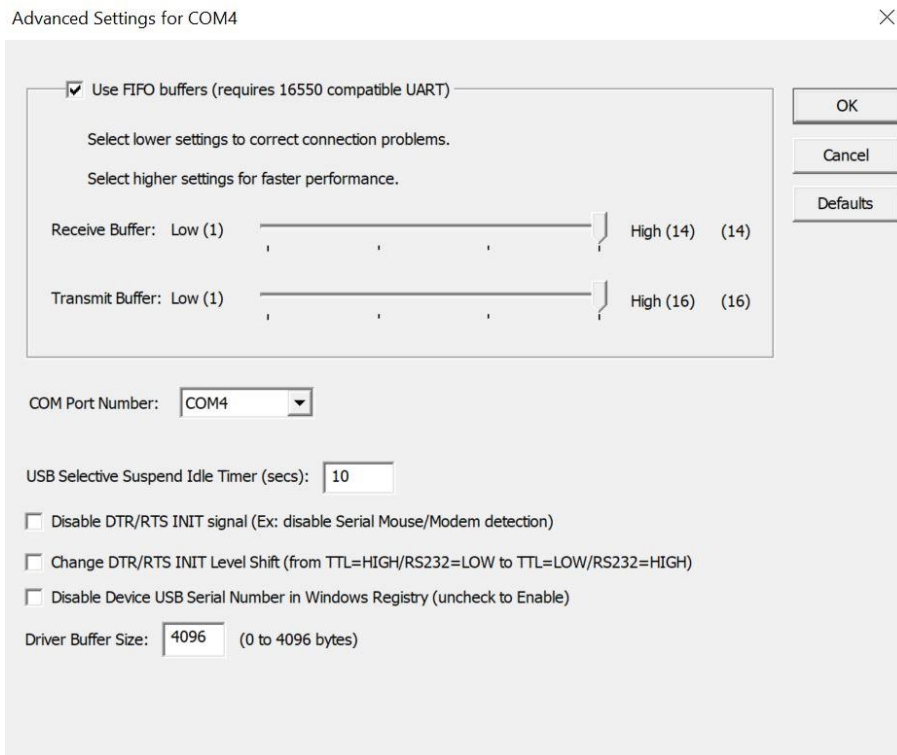 Advanced Settings for COM4
Use FIFO buffers (requires 16550 compatible UART)
OK
Select lower settings to correct connection problems.
Cancel
Select higher settings for faster performance.
Defaults
Receive Buffer: Low (1) High (14) (14)
Transmit Buffer: Low (1) High (16) (16)
COM Port Number: COM4
USB Selective Suspend Idle Timer (secs): 10
Disable DTR/RTS INIT signal (Ex: disable Serial Mouse/Modem detection)
Change DTR/RTS INIT Level Shift (from TTL=HIGH/RS232=LOW to TTL=LOW/RS232=HIGH)
Disable Device USB Serial Number in Windows Registry (uncheck to Enable)
Driver Buffer Size: 4096 (0 to 4096 bytes)